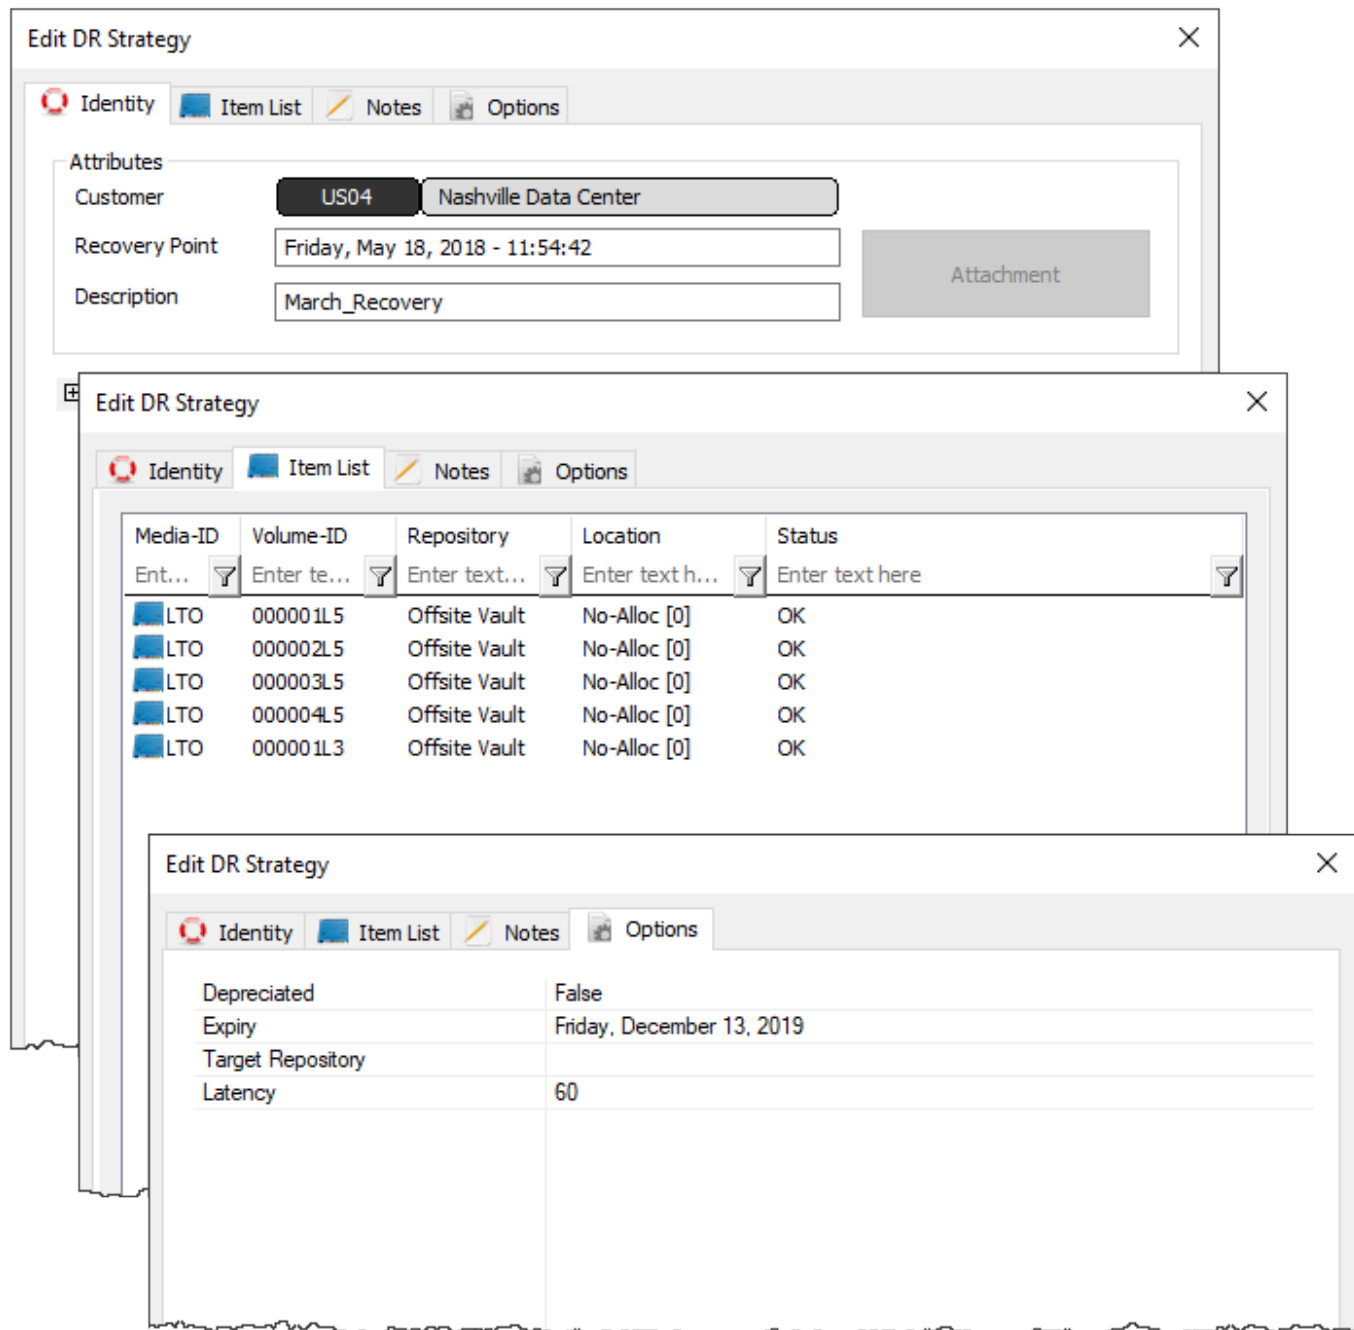 Edit DR Strategy
Identity Item List Notes Options
Attributes
Customer US04 Nashville Data Center
Recovery Point Friday, May 18, 2018 - 11:54:42
Attachment
Description March_Recovery
Edit DR Strategy
Identity Item List Notes Options
Media-ID Volume-ID Repository Location Status
Ent... Enter te... Enter text... Enter text h... Enter text here
LTO 000001L5 Offsite Vault No-Alloc [0] OK
LTO 000002L5 Offsite Vault No-Alloc [0] OK
LTO 000003L5 Offsite Vault No-Alloc [0] OK
LTO 000004L5 Offsite Vault No-Alloc [0] OK
LTO 000001L3 Offsite Vault No-Alloc [0] OK
Edit DR Strategy
Identity Item List Notes Options
Depreciated False
Expiry Friday, December 13, 2019
Target Repository
Latency 60